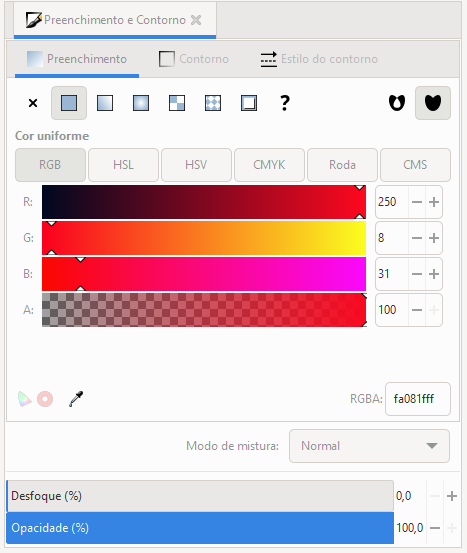 Preenchimento e Contorno
Preenchimento Contorno Estilo do contorno
?
Cor uniforme
RGB HSL HSV CMYK Roda CMS
R: 250
G: 8
B: 31
A: 100
RGBA: fa081fff
Modo de mistura: Normal
Desfoque (%) 0,0
Opacidade (%) 100,0